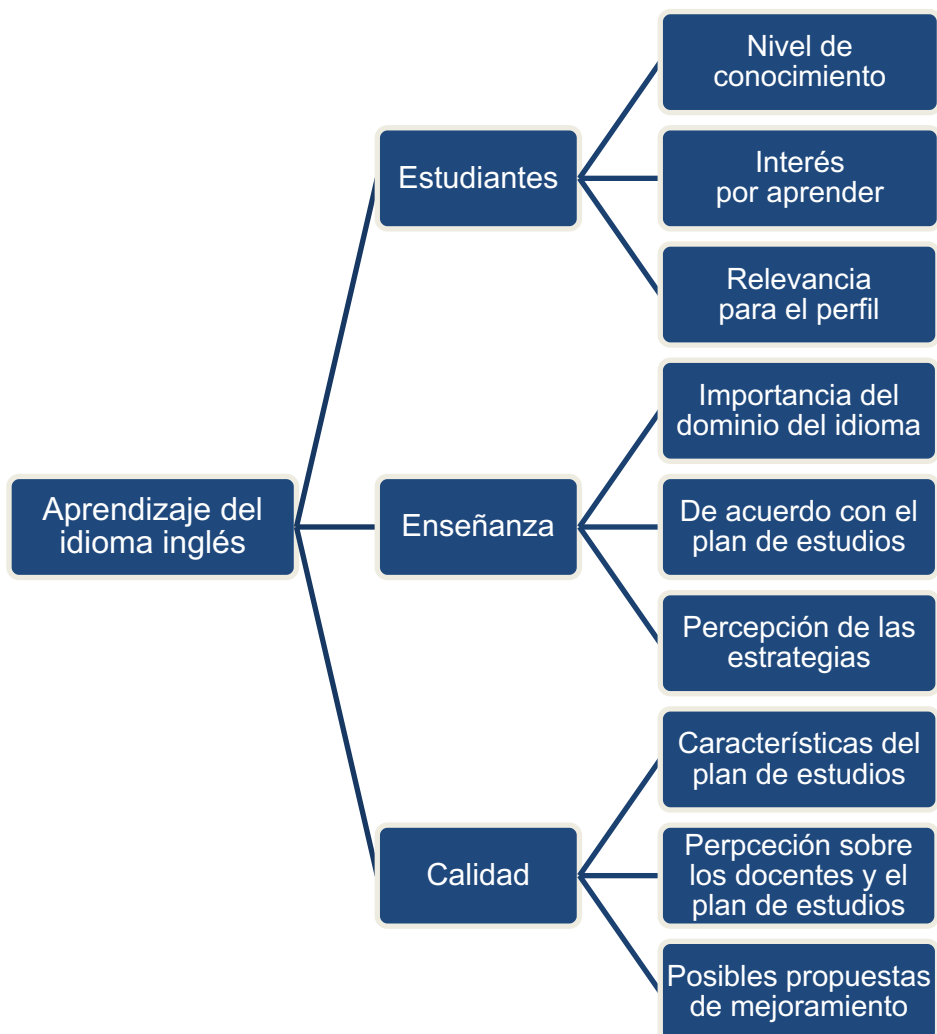 Nivel de
conocimiento
Estudiantes
Interés
por aprender
Relevancia
para el perfil
Importancia del
dominio del idioma
Aprendizaje del
idioma inglés
Enseñanza
De acuerdo con el
plan de estudios
Percepción de las
estrategias
Características del
plan de estudios
Calidad
Perpceción sobre
los docentes y el
plan de estudios
Posibles propuestas
de mejoramiento